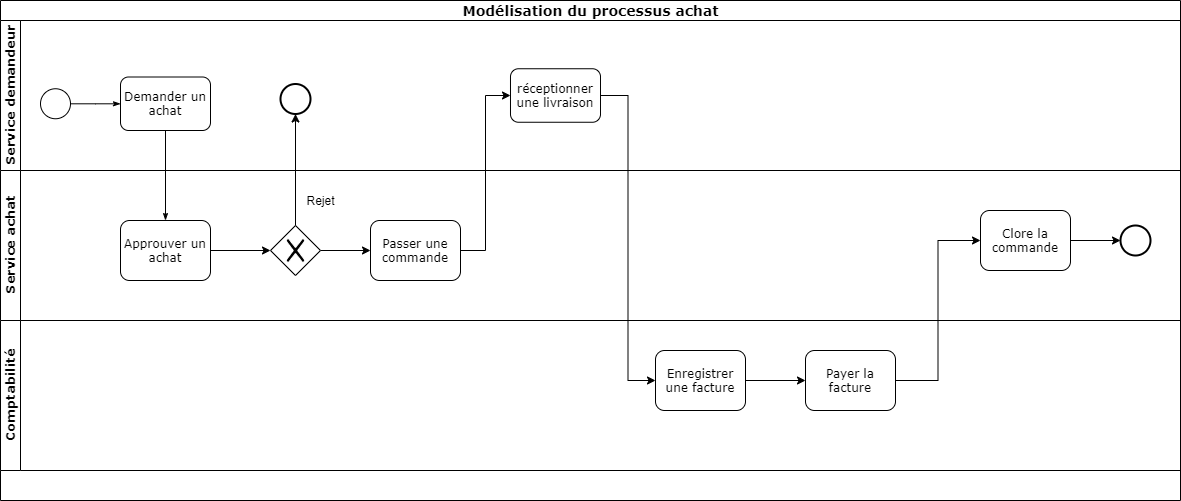 Modélisation du processus achat
Service demandeur
Demander un
achat
réceptionner
une livraison
Service achat
Approuver un
achat
Rejet
Passer une
commande
Clore la
commande
Comptabilité
Enregistrer
une facture
Payer la
facture